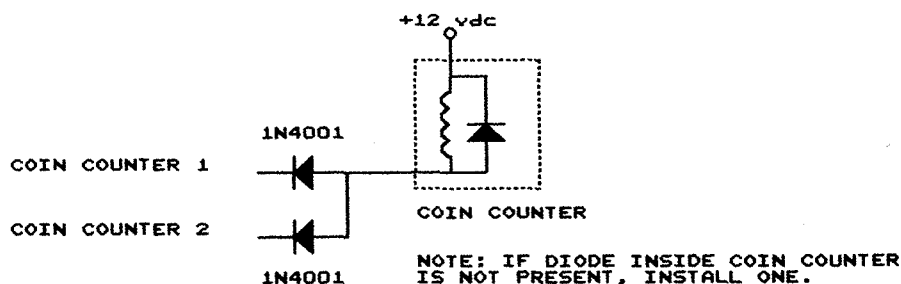 +12 vdc
1N4001
COIN COUNTER 1
COIN COUNTER
COIN COUNTER 2
1N4001
NOTE: IF DIODE INSIDE COIN COUNTER
IS NOT PRESENT, INSTALL ONE.